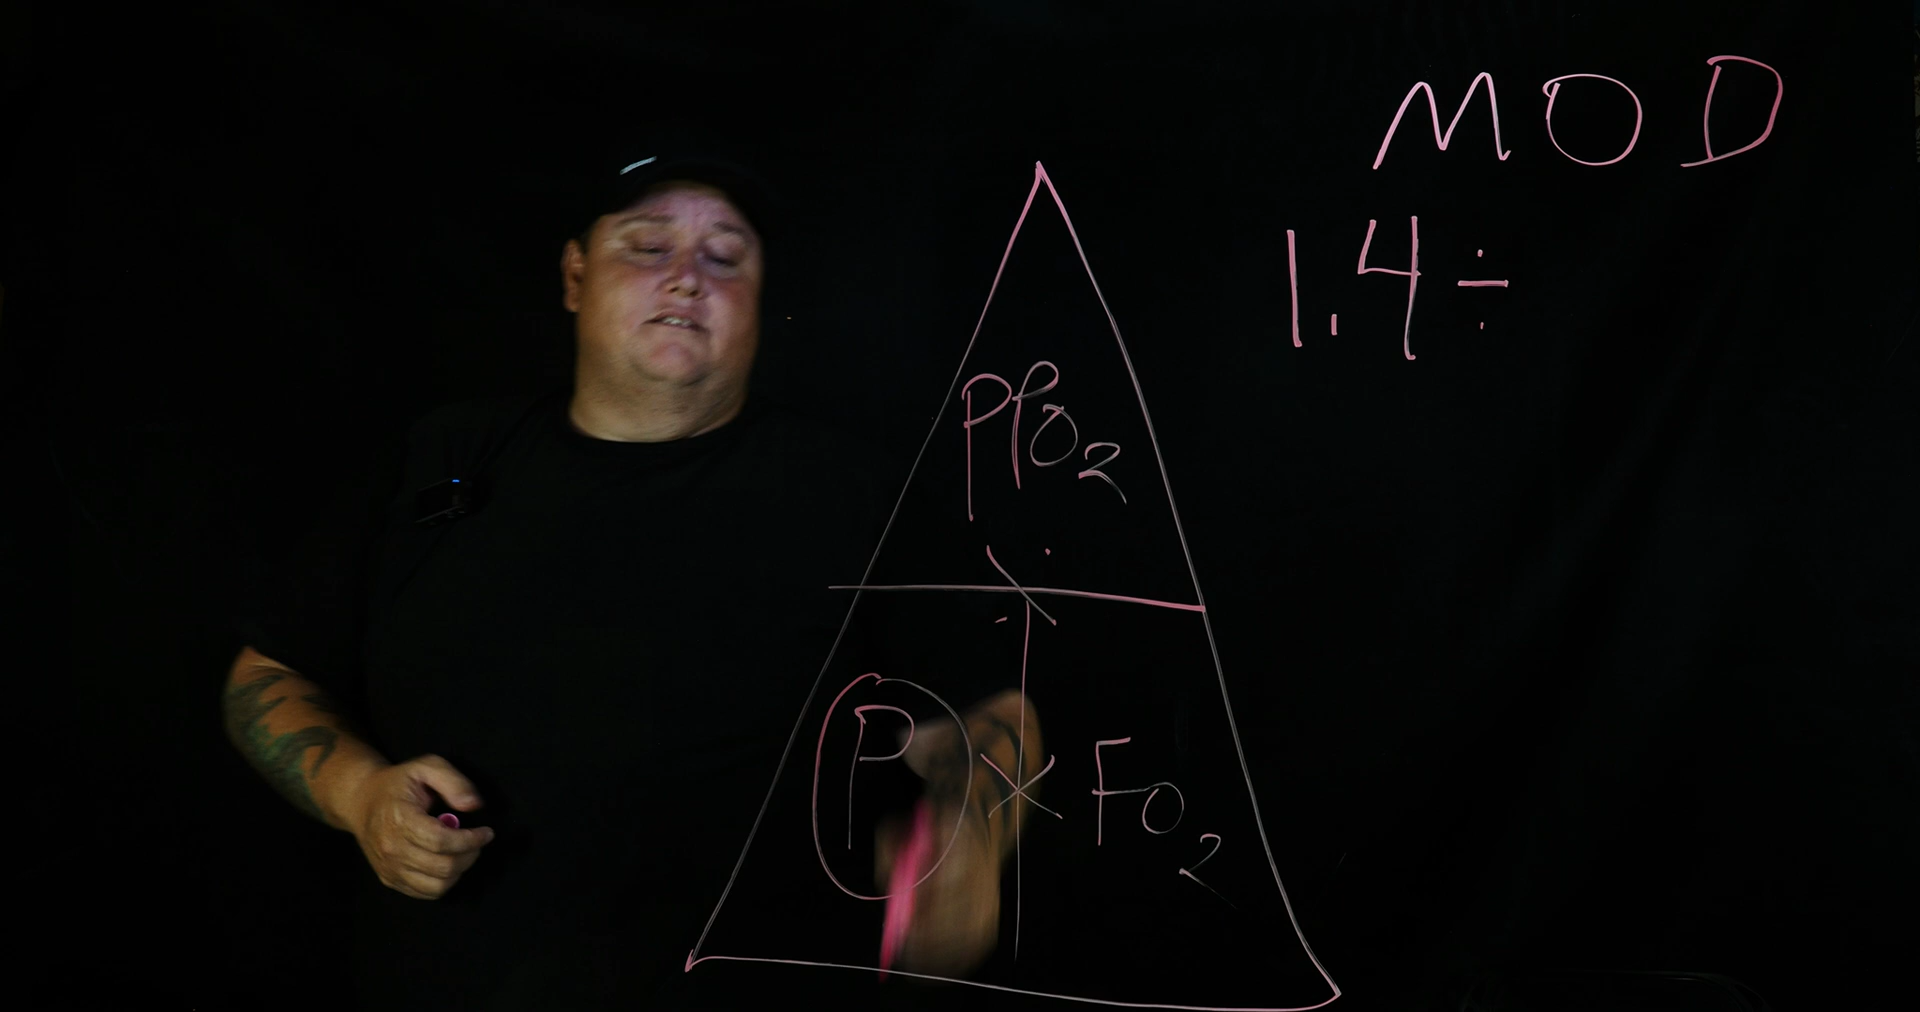 MOD
1.4 ÷
PPO₂
÷
P × FO₂